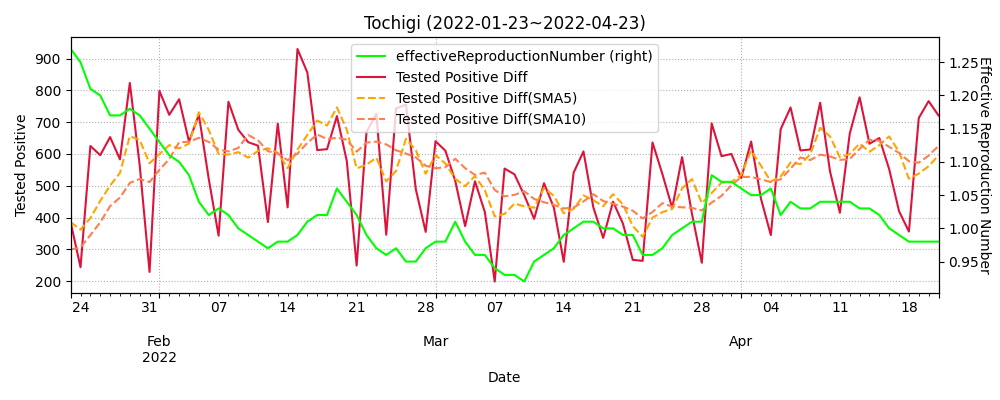 Tochigi (2022-01-23~2022-04-23)
effectiveReproductionNumber (right)
Tested Positive Diff
Tested Positive Diff(SMA5)
Tested Positive Diff(SMA10)
Tested Positive
900
800
700
600
500
400
300
200
1.25
1.20
1.15
1.10
1.05
1.00
0.95
Effective Reproduction Number
24 31 07 14 21 28 07 14 21 28 04 11 18
Feb Mar Apr
2022
Date